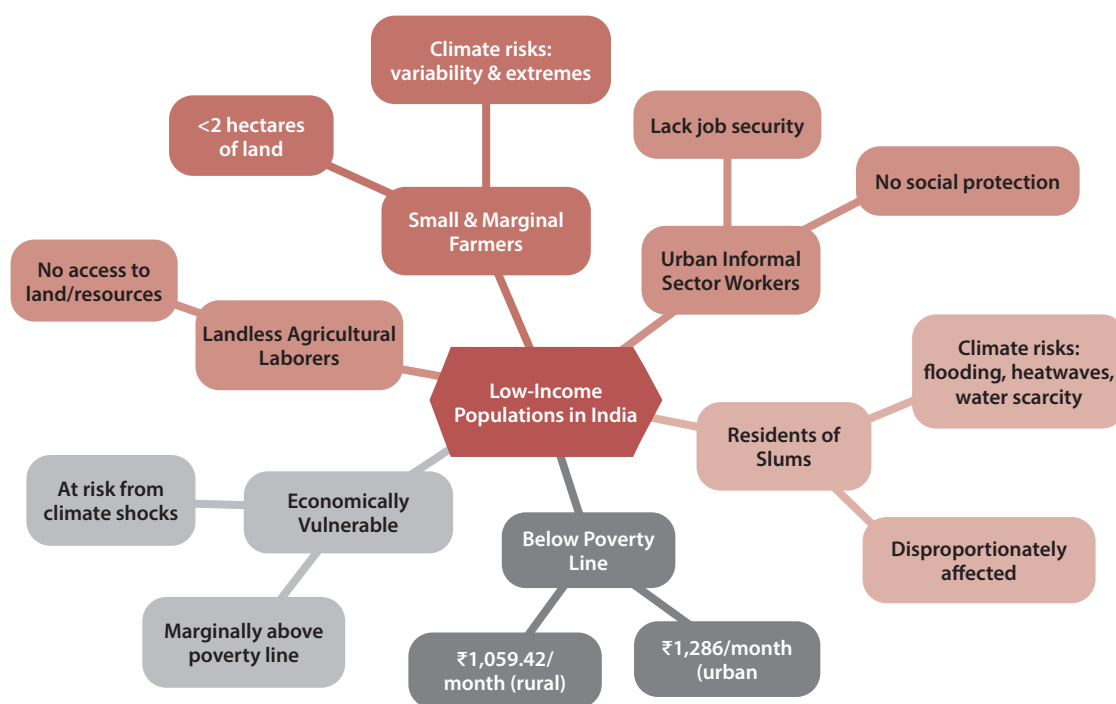 Climate risks:
variability & extremes
<2 hectares
of land
Small & Marginal
Farmers
Lack job security
No social protection
Urban Informal
Sector Workers
No access to
land/resources
Landless Agricultural
Laborers
Low-Income
Populations in India
Climate risks:
flooding, heatwaves,
water scarcity
Residents of
Slums
Disproportionately
affected
At risk from
climate shocks
Economically
Vulnerable
Marginally above
poverty line
Below Poverty
Line
₹1,059.42/
month (rural)
₹1,286/month
(urban